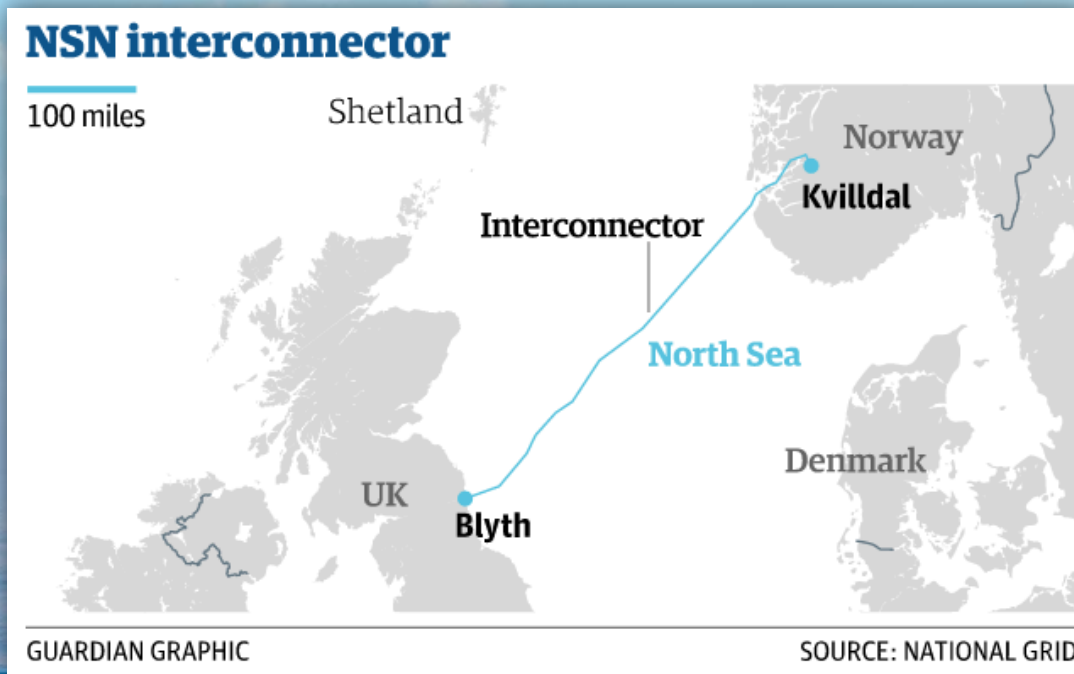 NSN interconnector
100 miles
Shetland
Norway
Kvilldal
Interconnector
North Sea
Denmark
UK
Blyth
GUARDIAN GRAPHIC
SOURCE: NATIONAL GRID